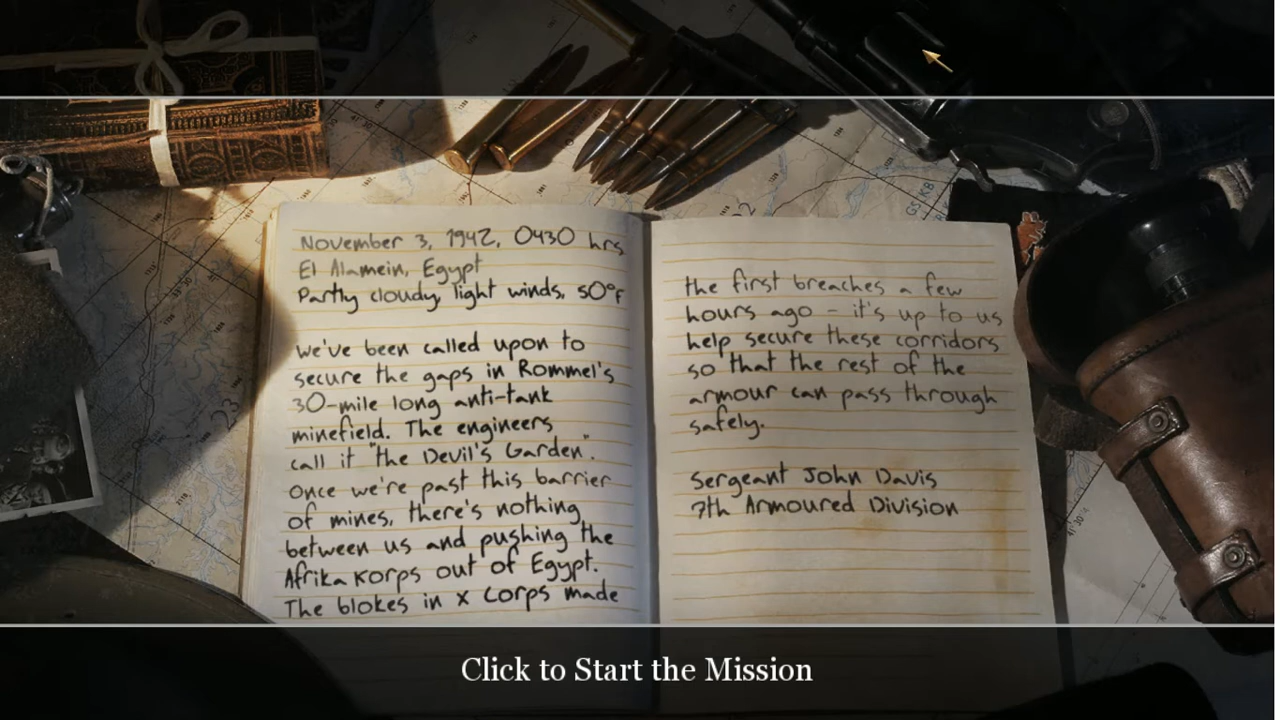 November 3, 1942, 0430 hrs
El Alamein, Egypt
Partly cloudy, light winds, 50°F
We've been called upon to
secure the gaps in Rommel's
30-mile long anti-tank
minefield. The engineers
call it "the Devil's Garden".
Once we're past this barrier
of mines, there's nothing
between us and pushing the
Afrika Korps out of Egypt.
The blokes in X Corps made
the first breaches a few
hours ago - it's up to us
help secure these corridors
so that the rest of the
armour can pass through
safely.
Sergeant John Davis
7th Armoured Division
Click to Start the Mission